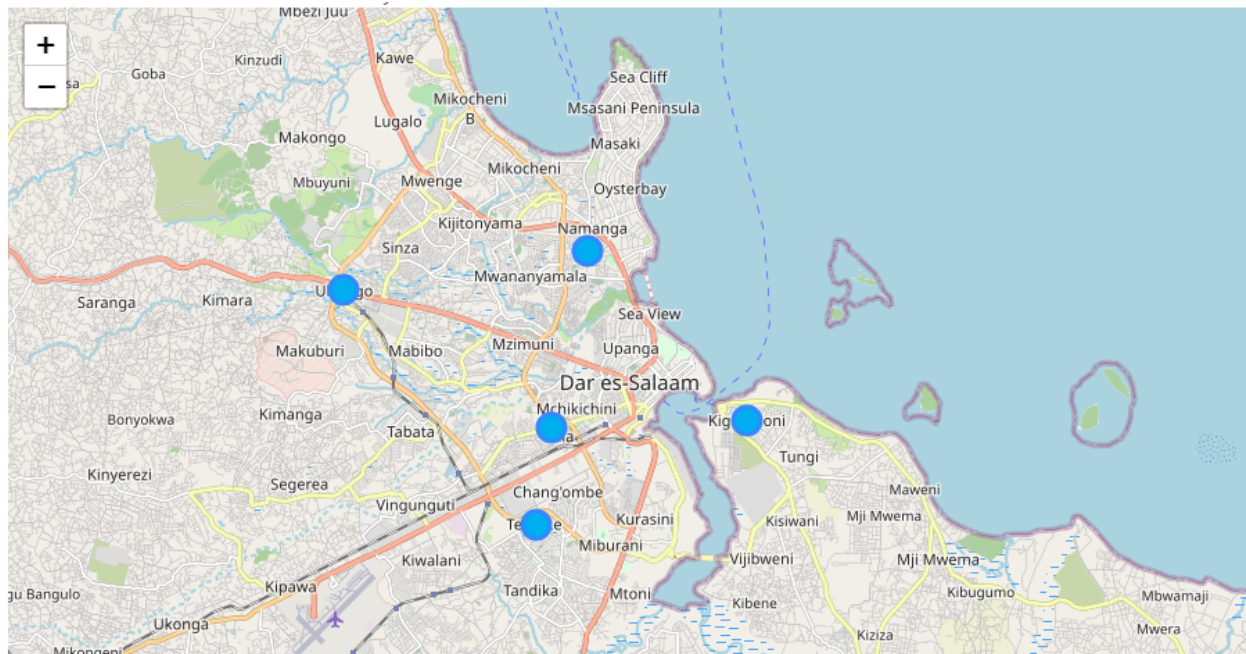 Mbezi Juu
+
Kawe
Kinzudi
Goba
sa
Sea Cliff
−
Mikocheni
B
Msasani Peninsula
Lugalo
Makongo
Masaki
Mikocheni
Mbuyuni
Mwenge
Oysterbay
Kijitonyama
Namanga
Sinza
Mwananyamala
Saranga
Kimara
Sea View
Mzimuni
Upanga
Makuburi
Mabibo
Dar es-Salaam
Mchikichini
Kimanga
Bonyokwa
Tabata
Tungi
Kinyerezi
Segerea
Chang'ombe
Maweni
Vingunguti
Kurasini
Kisiwani
Mji Mwema
Miburani
Kiwalani
Vijibweni
Mji Mwema
Kipawa
Tandika
Mtoni
Kibugumo
gu Bangulo
Kibene
Mbwamaji
Ukonga
Kiziza
Mwera
Mikongeni